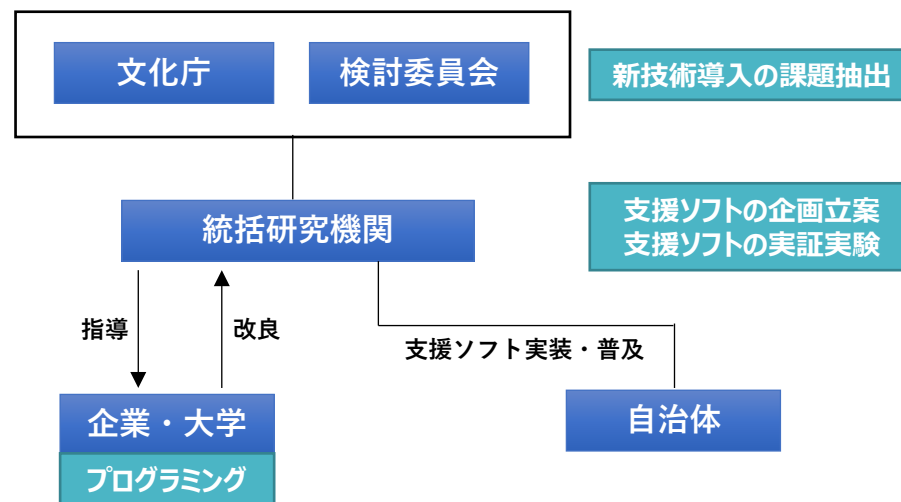 文化庁
検討委員会
新技術導入の課題抽出
統括研究機関
支援ソフトの企画立案
支援ソフトの実証実験
指導
改良
支援ソフト実装・普及
企業・大学
プログラミング
自治体